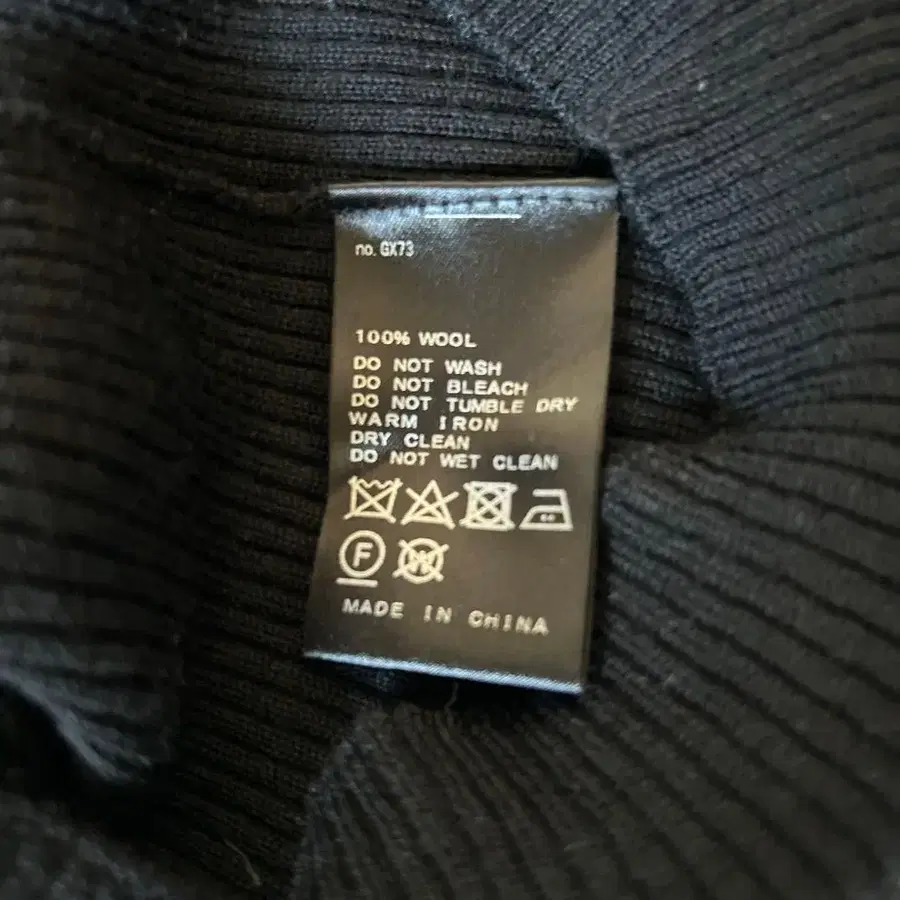 no. GX73
100% WOOL
DO NOT WASH
DO NOT BLEACH
DO NOT TUMBLE DRY
WARM IRON
DRY CLEAN
DO NOT WET CLEAN
F W
MADE IN CHINA